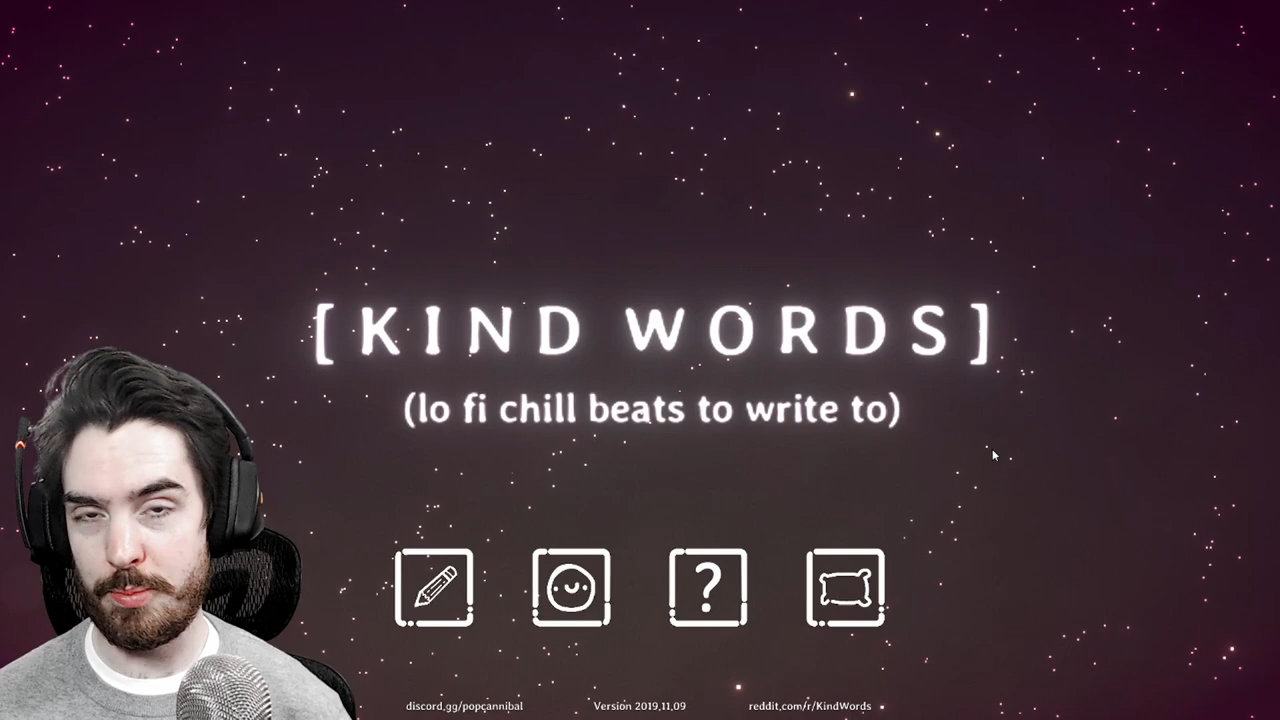 [KIND WORDS]
(lo fi chill beats to write to)
?
discord.gg/popcannibal
Version 2019.11.09
reddit.com/r/KindWords